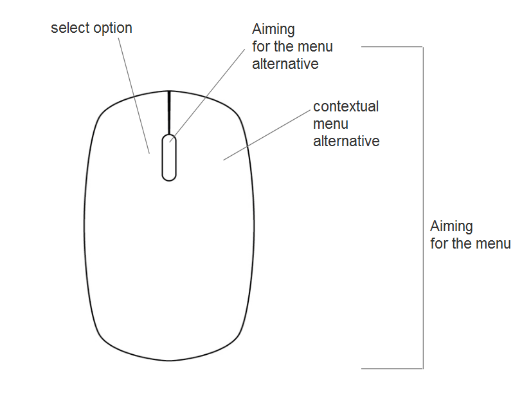 select option
Aiming
for the menu
alternative
contextual
menu
alternative
Aiming
for the menu